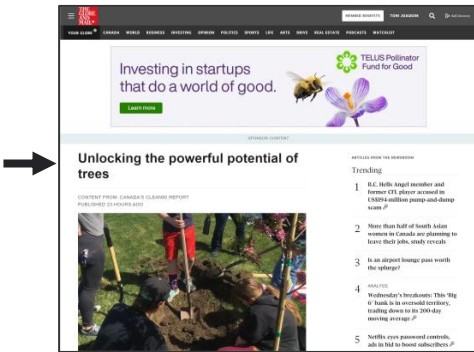 THE
GLOBE
AND
MAIL*
MEMBER BENEFITS TOM JOAQUIM
YOUR GLOBE CANADA WORLD BUSINESS INVESTING OPINION POLITICS SPORTS LIFE ARTS DRIVE REAL ESTATE PODCASTS WATCHLIST
Investing in startups
that do a world of good.
Learn more
TELUS Pollinator
Fund for Good
SPONSOR CONTENT
Unlocking the powerful potential of
trees
CONTENT FROM: CANADA'S CLEAN50 REPORT
PUBLISHED 23 HOURS AGO
ARTICLES FROM THE NEWSROOM
Trending
1 B.C. Hells Angel member and
former CFL player accused in
US$194-million pump-and-dump
scam
2 More than half of South Asian
women in Canada are planning to
leave their jobs, study reveals
3 Is an airport lounge pass worth
the splurge?
4 ANALYSIS
Wednesday's breakouts: This 'Big
6' bank is in oversold territory,
trading down to its 200-day
moving average
5 Netflix eyes password controls,
ads in bid to boost subscribers